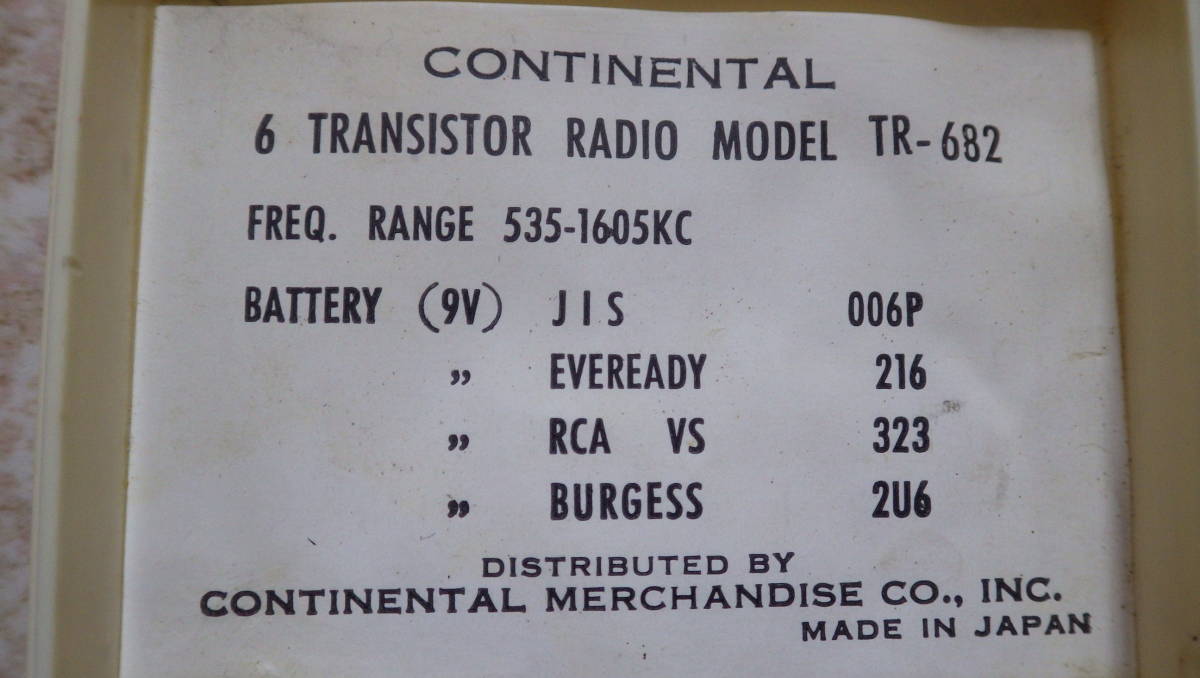 CONTINENTAL
6 TRANSISTOR RADIO MODEL TR-682
FREQ. RANGE 535-1605KC
BATTERY (9V) JIS 006P
„ EVEREADY 216
„ RCA VS 323
„ BURGESS 2U6
DISTRIBUTED BY
CONTINENTAL MERCHANDISE CO., INC.
MADE IN JAPAN